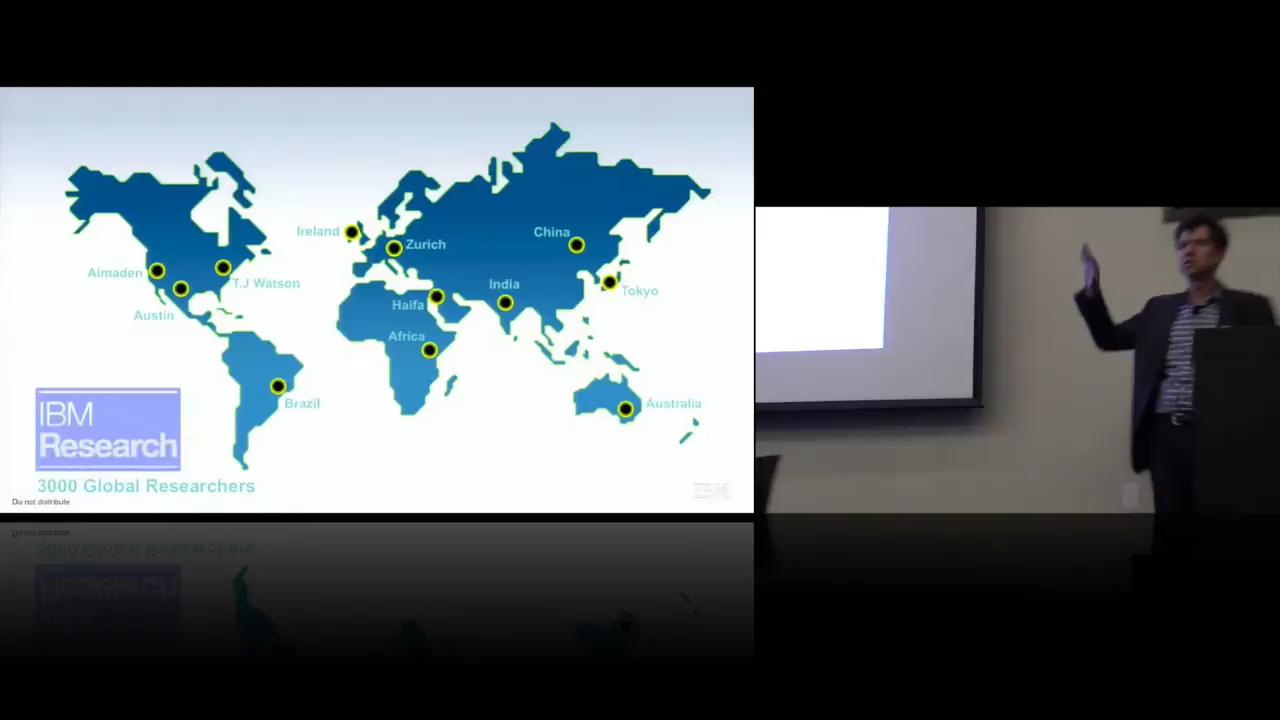 Ireland
Zurich
China
Almaden
T.J Watson
India
Tokyo
Austin
Haifa
Africa
Brazil
Australia
IBM
Research
3000 Global Researchers
Do not distribute
IBM